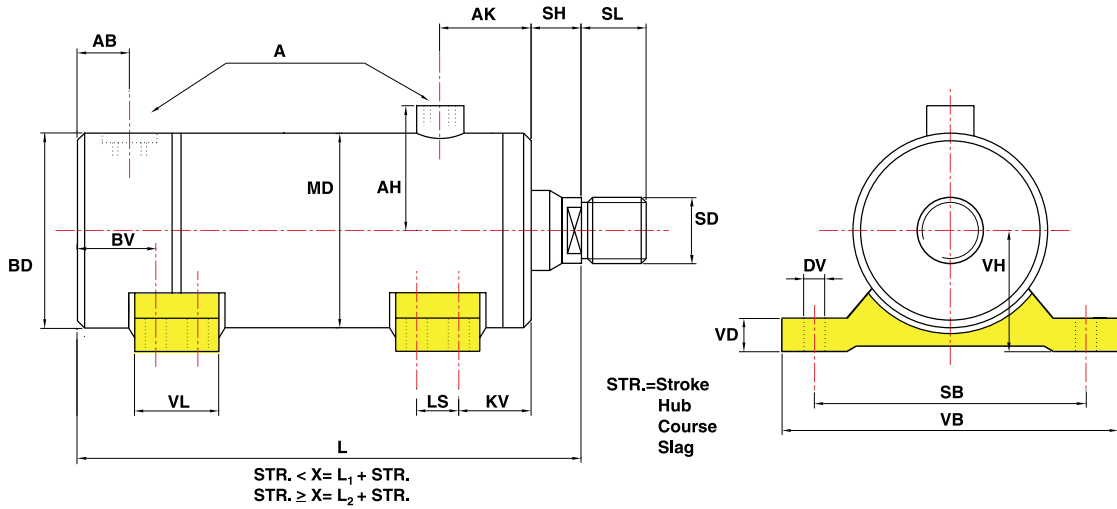 AK
SH
SL
AB
A
MD
AH
SD
BV
BD
DV
VH
VD
STR.=Stroke
Hub
Course
Slag
SB
VL
LS
KV
VB
L
STR. < X= L₁ + STR.
STR. ≥ X= L₂ + STR.